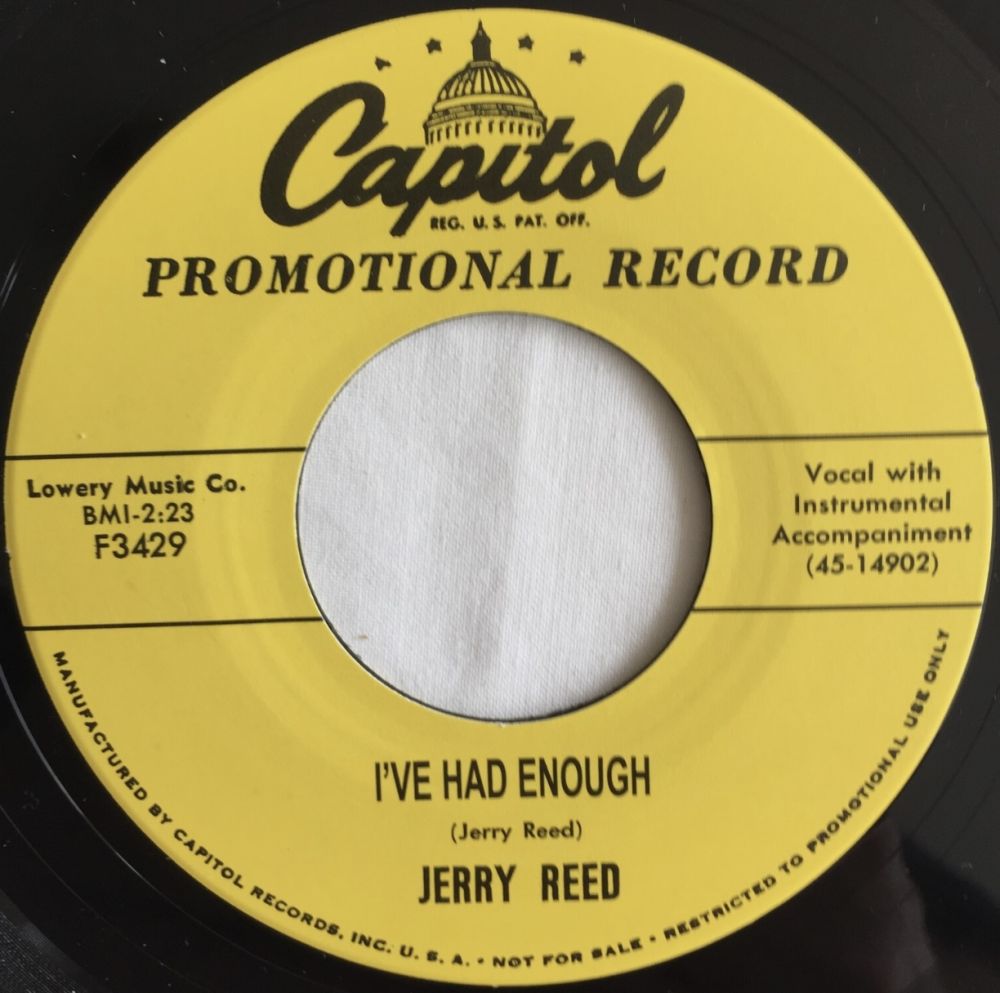 Capitol
REG. U. S. PAT. OFF.
PROMOTIONAL RECORD
Lowery Music Co.
BMI-2:23
F3429
Vocal with
Instrumental
Accompaniment
(45-14902)
I'VE HAD ENOUGH
(Jerry Reed)
JERRY REED
MANUFACTURED BY CAPITOL RECORDS, INC. U. S. A. • NOT FOR SALE • RESTRICTED TO PROMOTIONAL USE ONLY